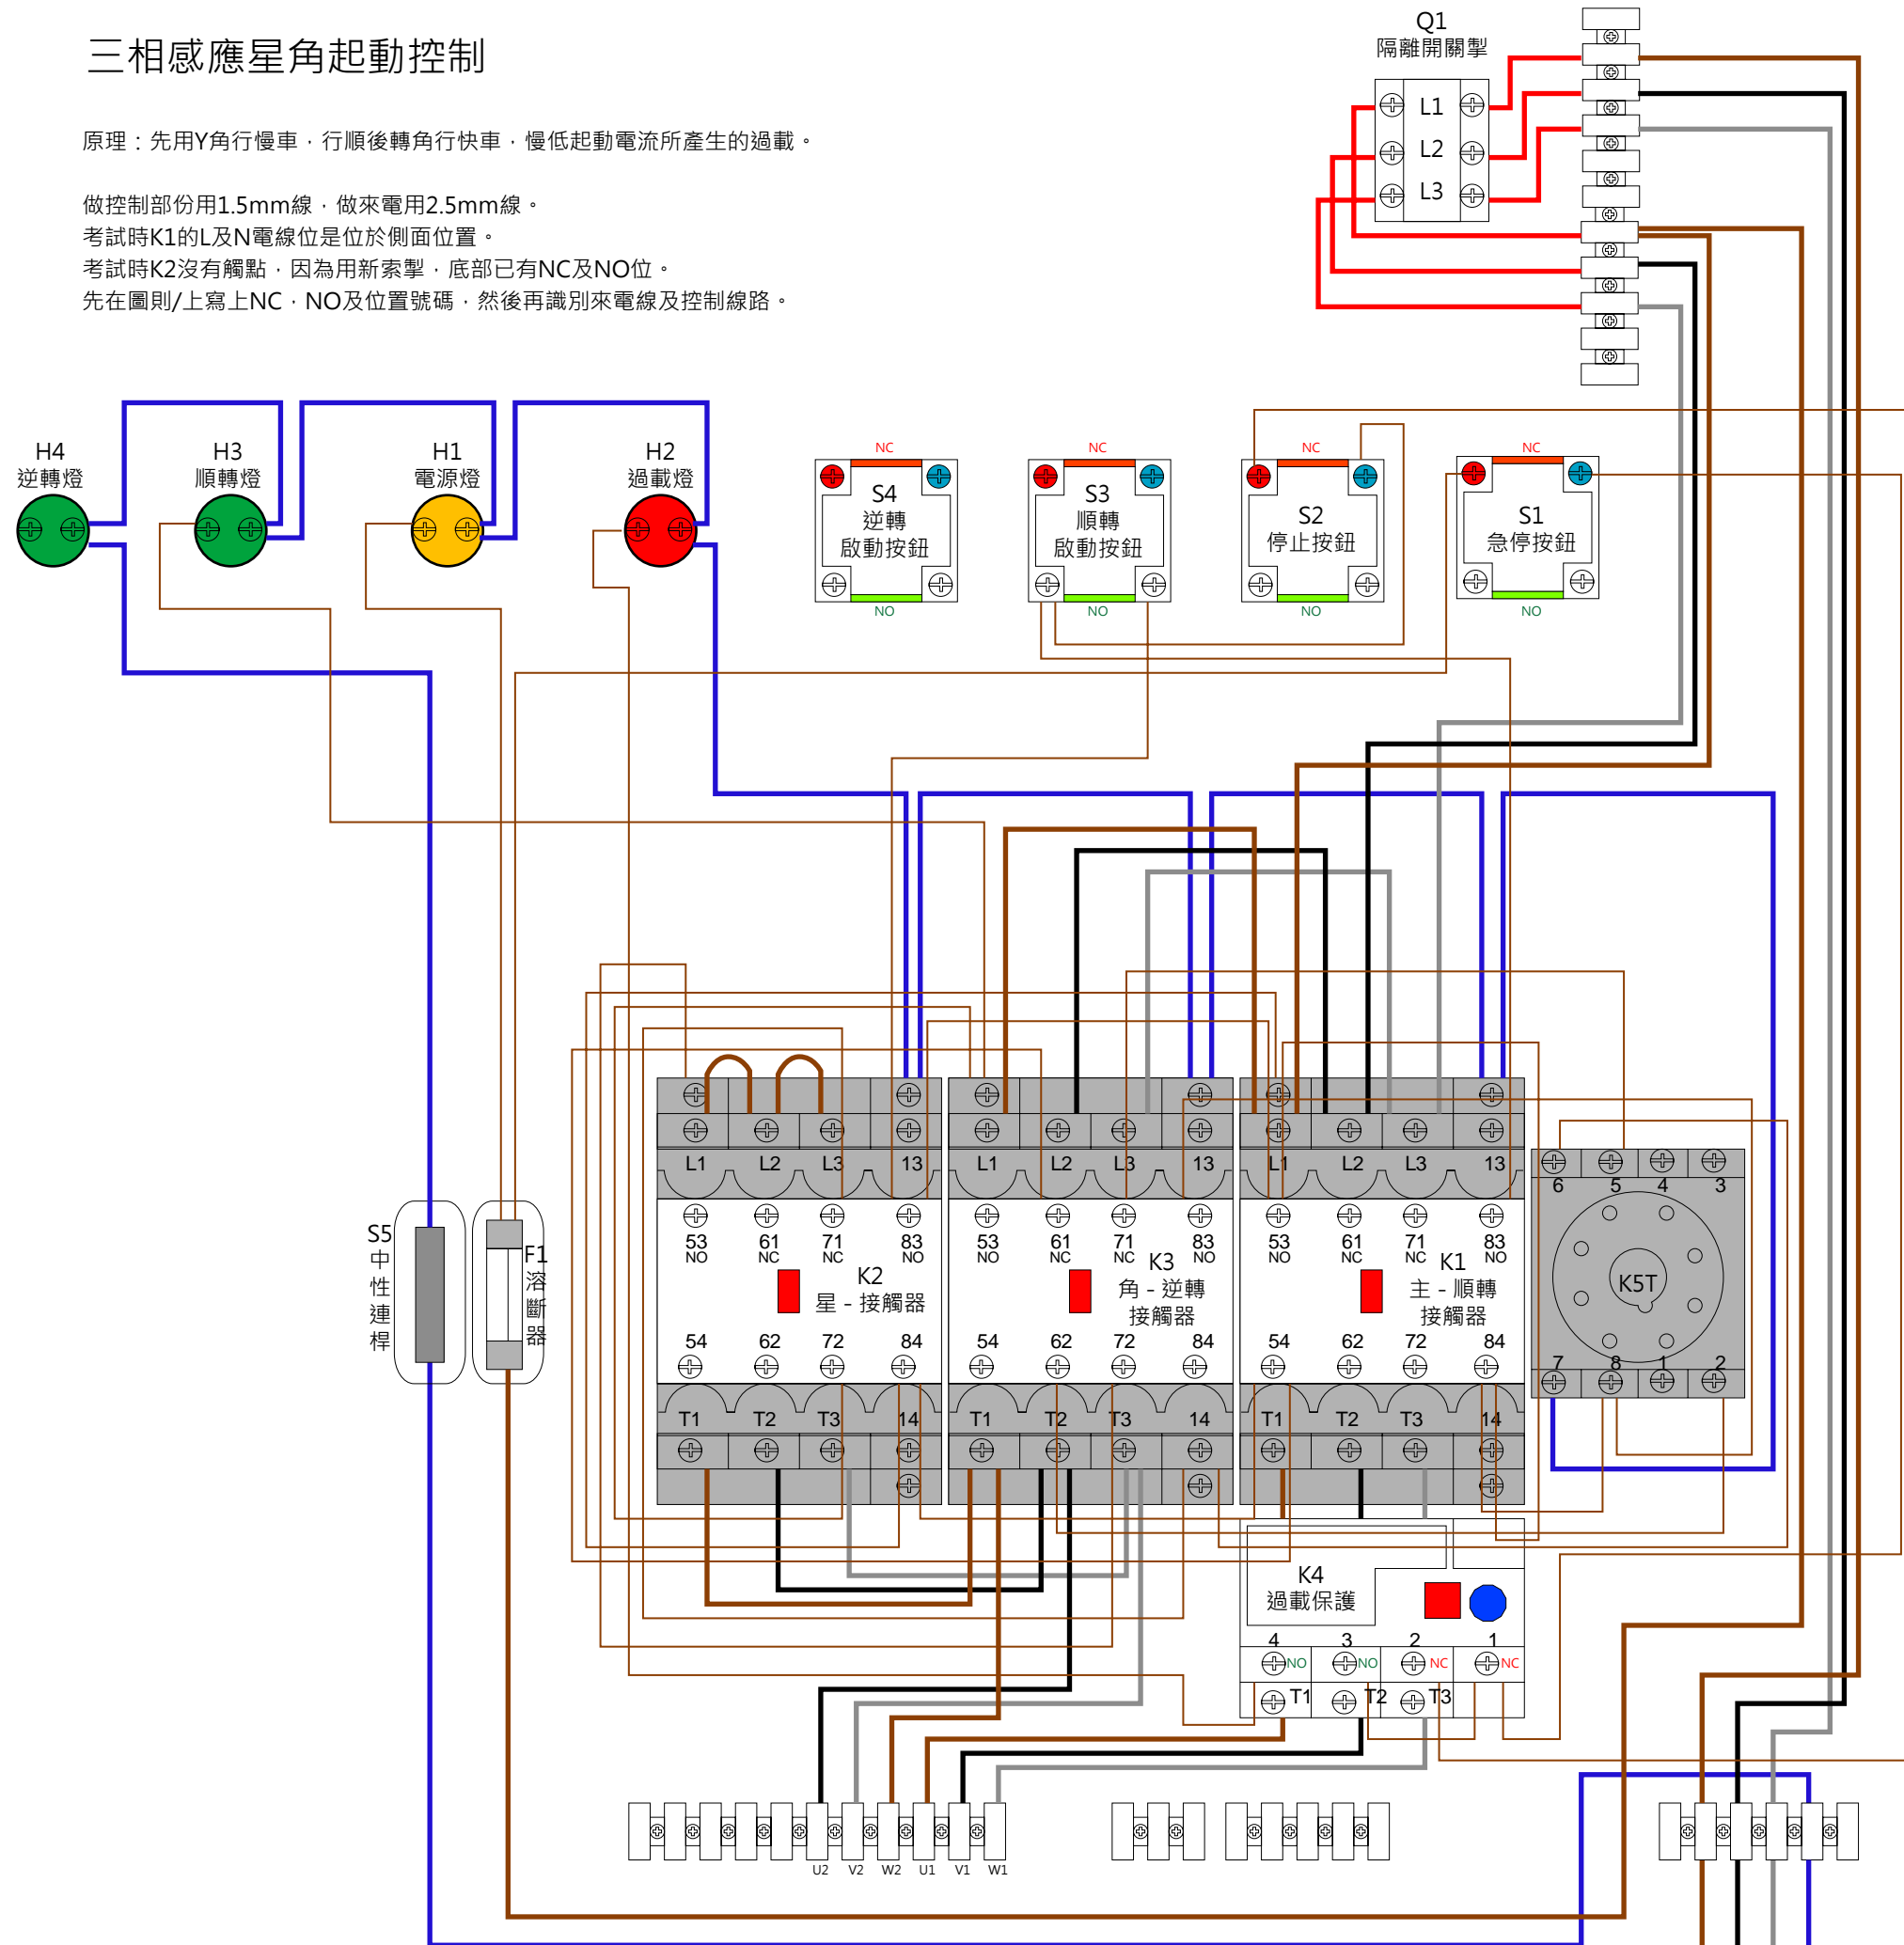 三相感應星角起動控制
原理：先用Y角行慢車，行順後轉角行快車，慢低起動電流所產生的過載。
做控制部份用1.5mm線，做來電用2.5mm線。
考試時K1的L及N電線位是位於側面位置。
考試時K2沒有觸點，因為用新索掣，底部已有NC及NO位。
先在圖則/上寫上NC，NO及位置號碼，然後再識別來電線及控制線路。
Q1
隔離開關掣
L1
L2
L3
H4
逆轉燈
H3
順轉燈
H1
電源燈
H2
過載燈
NC
S4
逆轉
啟動按鈕
NO
NC
S3
順轉
啟動按鈕
NO
NC
S2
停止按鈕
NO
NC
S1
急停按鈕
NO
S5
中
性
連
桿
F1
溶
斷
器
L1 L2 L3 13
53 61 71 83
NO NC NC NO
K2
星 - 接觸器
54 62 72 84
T1 T2 T3 14
L1 L2 L3 13
53 61 71 83
NO NC NC NO
K3
角 - 逆轉
接觸器
54 62 72 84
T1 T2 T3 14
L1 L2 L3 13
53 61 71 83
NO NC NC NO
K1
主 - 順轉
接觸器
54 62 72 84
T1 T2 T3 14
6 5 4 3
K5T
7 8 1 2
K4
過載保護
4 3 2 1
NO NO NC NC
T1 T2 T3
U2 V2 W2 U1 V1 W1